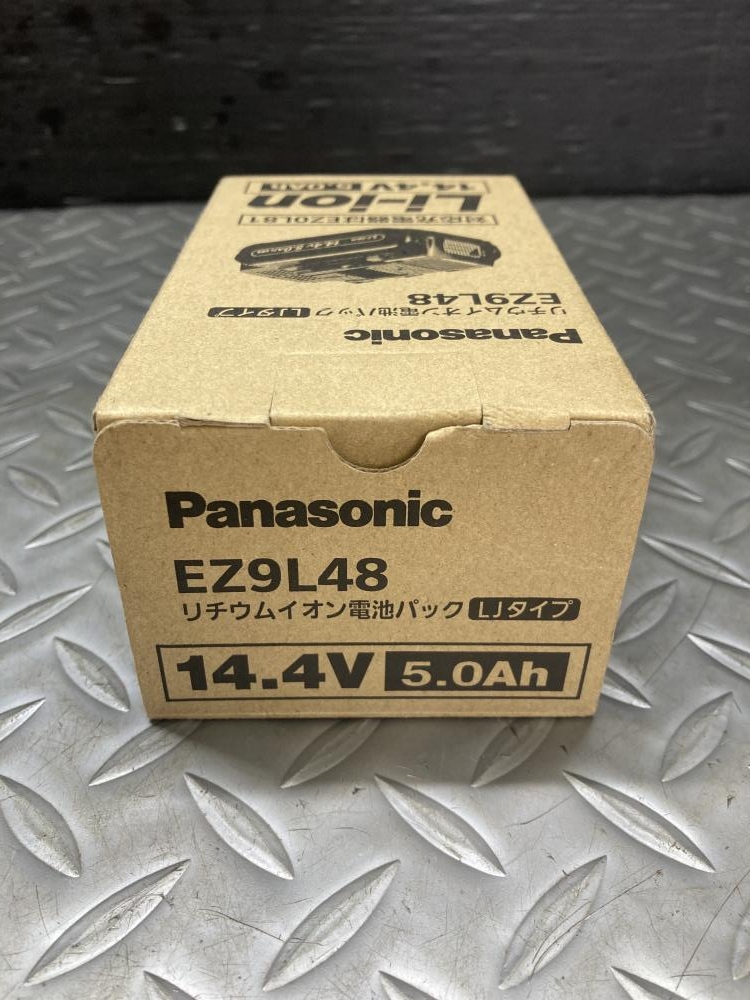 Panasonic
EZ9L48
リチウムイオン電池パック LJタイプ
14.4V 5.0Ah
Panasonic
リチウムイオン電池パック LJタイプ
EZ9L48
対応充電器はEZ0L81
Li-ion
14.4V 5.0Ah